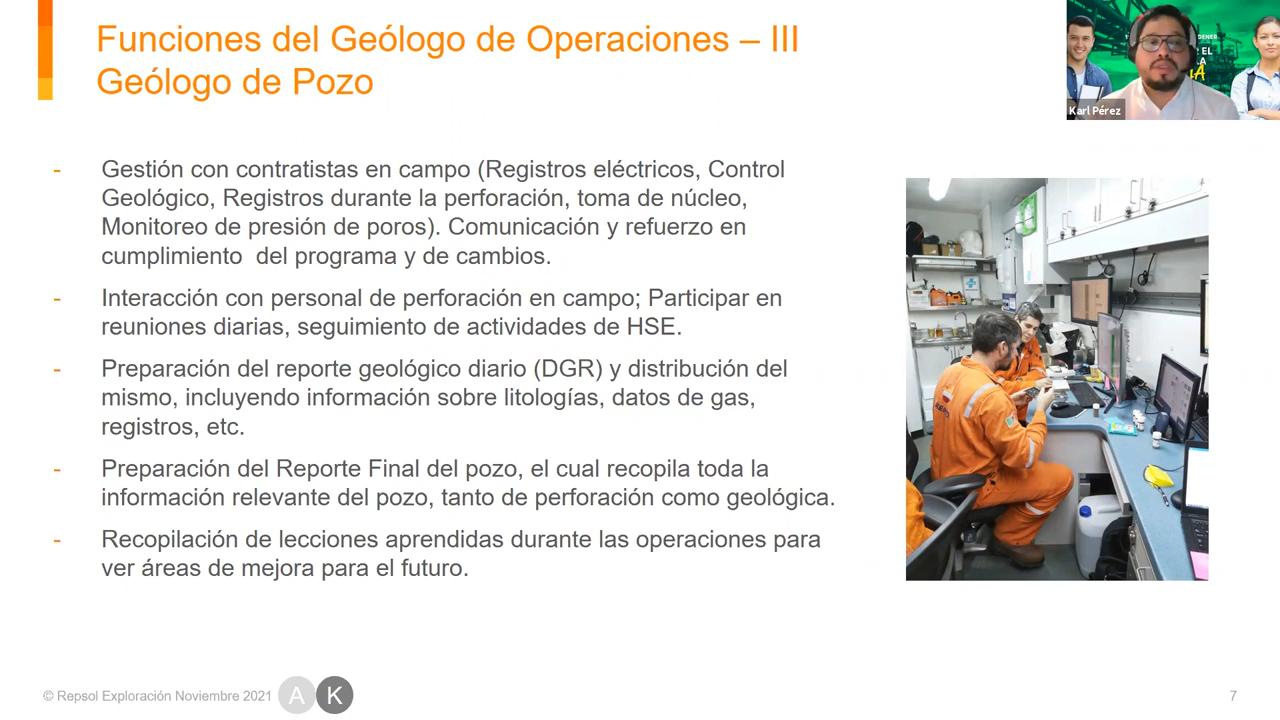 Funciones del Geólogo de Operaciones – III
Geólogo de Pozo
Karl Pérez
- Gestión con contratistas en campo (Registros eléctricos, Control
Geológico, Registros durante la perforación, toma de núcleo,
Monitoreo de presión de poros). Comunicación y refuerzo en
cumplimiento  del programa y de cambios.
- Interacción con personal de perforación en campo; Participar en
reuniones diarias, seguimiento de actividades de HSE.
- Preparación del reporte geológico diario (DGR) y distribución del
mismo, incluyendo información sobre litologías, datos de gas,
registros, etc.
- Preparación del Reporte Final del pozo, el cual recopila toda la
información relevante del pozo, tanto de perforación como geológica.
- Recopilación de lecciones aprendidas durante las operaciones para
ver áreas de mejora para el futuro.
© Repsol Exploración Noviembre 2021
A K
7